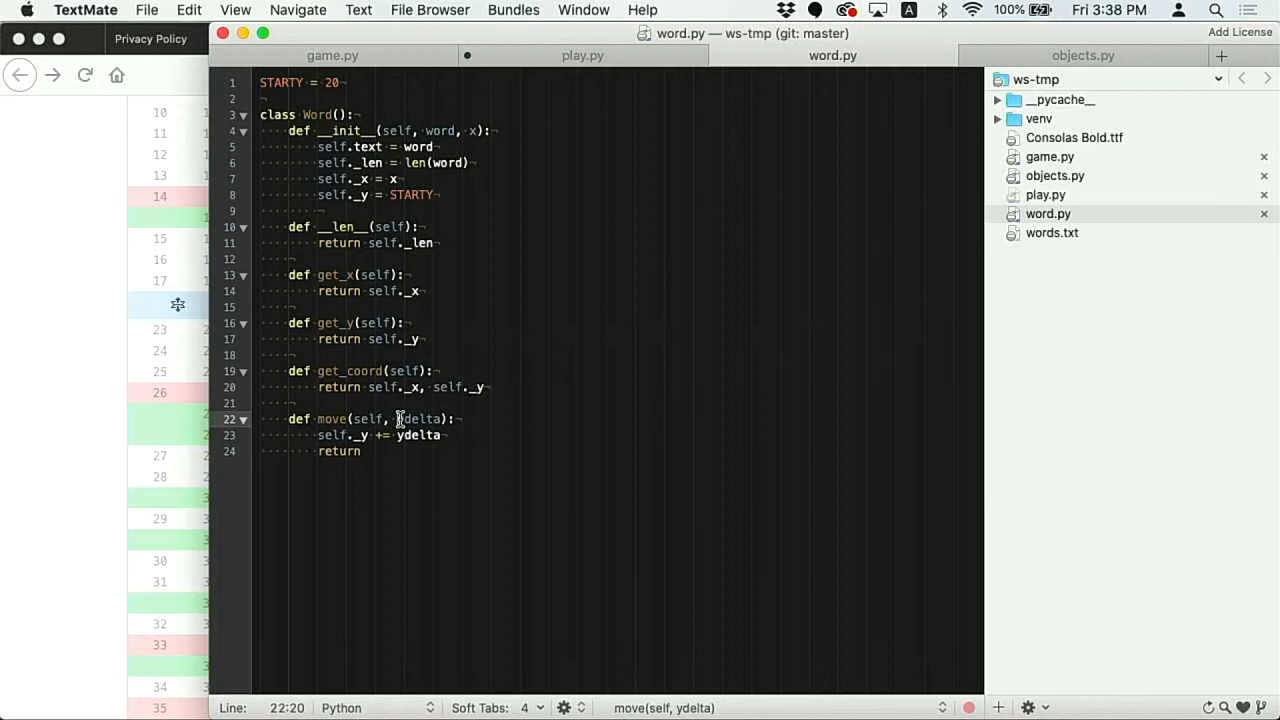 TextMate File Edit View Navigate Text File Browser Bundles Window Help A 100% Fri 3:38 PM
Privacy Policy
word.py — ws-tmp (git: master)
Add License
game.py
play.py
word.py
objects.py
1 STARTY = 20
2
3 class Word():
4 def __init__(self, word, x):
5 self.text = word
6 self._len = len(word)
7 self._x = x
8 self._y = STARTY
9
10 def __len__(self):
11 return self._len
12
13 def get_x(self):
14 return self._x
15
16 def get_y(self):
17 return self._y
18
19 def get_coord(self):
20 return self._x, self._y
21
22 def move(self, ydelta):
23 self._y += ydelta
24 return
ws-tmp
__pycache__
venv
Consolas Bold.ttf
game.py
objects.py
play.py
word.py
words.txt
10
11
12
13
14
15
16
17
23
24
25
26
27
28
29
30
31
32
33
34
35
Line: 22:20 Python Soft Tabs: 4 move(self, ydelta)